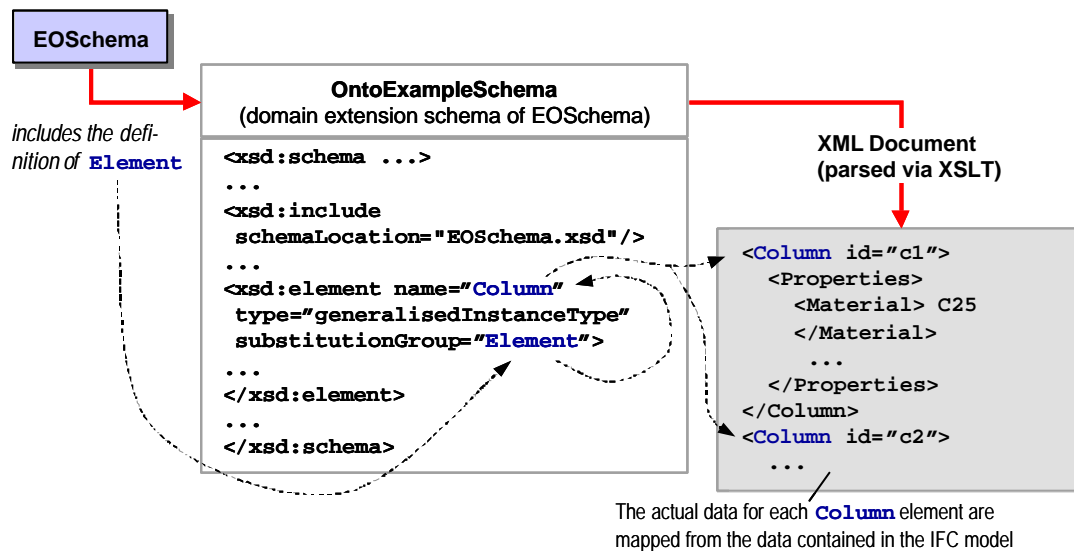 EOSchema
includes the defi-
nition of Element
OntoExampleSchema
(domain extension schema of EOSchema)
<xsd:schema ...>
...
<xsd:include
schemaLocation="EOSchema.xsd"/>
...
<xsd:element name=”Column”
type=”generalisedInstanceType”
substitutionGroup=”Element”>
...
</xsd:element>
...
</xsd:schema>
XML Document
(parsed via XSLT)
<Column id=”c1”>
<Properties>
<Material> C25
</Material>
...
</Properties>
</Column>
<Column id=”c2”>
...
The actual data for each Column element are
mapped from the data contained in the IFC model